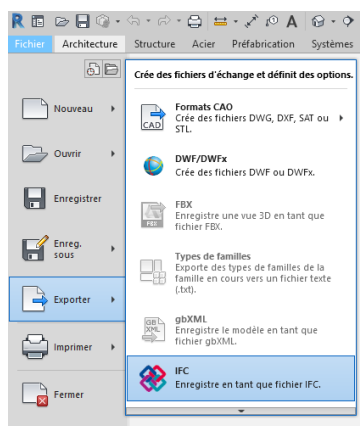 R
A
Fichier Architecture Structure Acier Préfabrication Systèmes
Crée des fichiers d'échange et définit des options.
Nouveau
Ouvrir
Enregistrer
Enreg.
sous
Exporter
Imprimer
Fermer
Formats CAO
Crée des fichiers DWG, DXF, SAT ou
STL.
CAD
DWF/DWFx
Crée des fichiers DWF ou DWFx.
FBX
Enregistre une vue 3D en tant que
fichier FBX.
FBX
Types de familles
Exporte des types de familles de la
famille en cours vers un fichier texte
(.txt).
gbXML
Enregistre le modèle en tant que
fichier gbXML.
GB
XML
IFC
Enregistre en tant que fichier IFC.